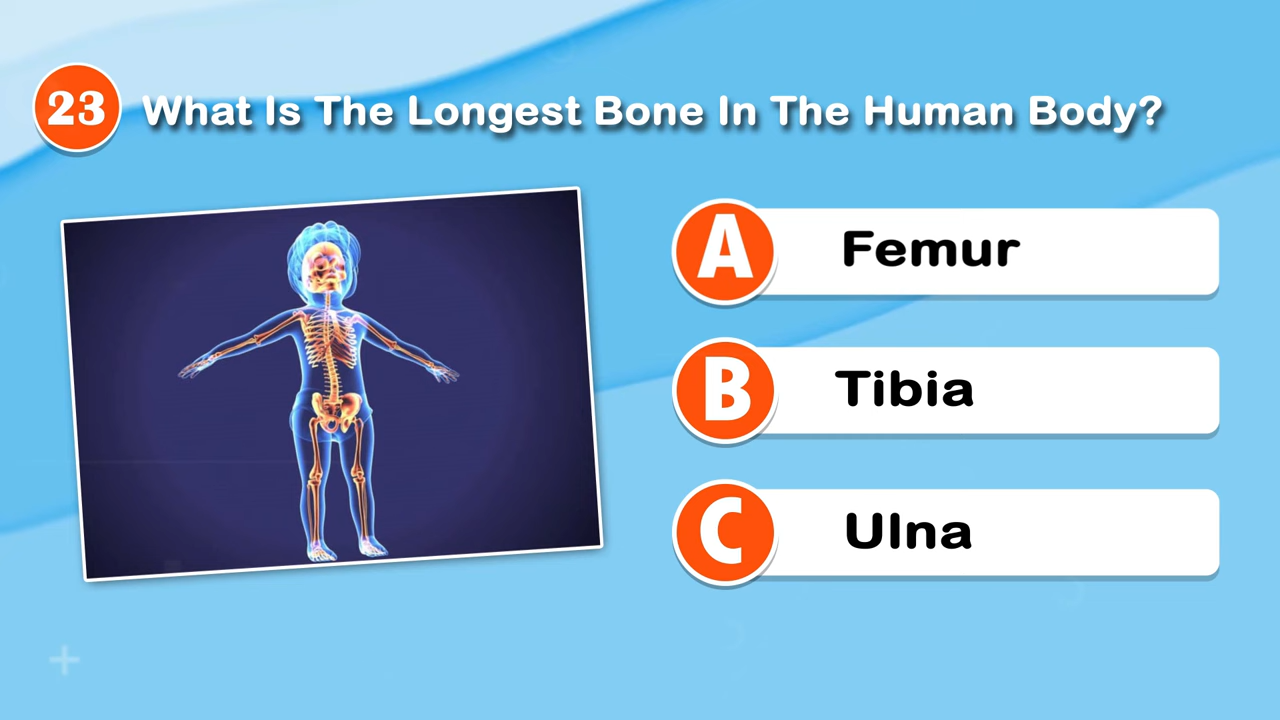 23
What Is The Longest Bone In The Human Body?
A
Femur
B
Tibia
C
Ulna